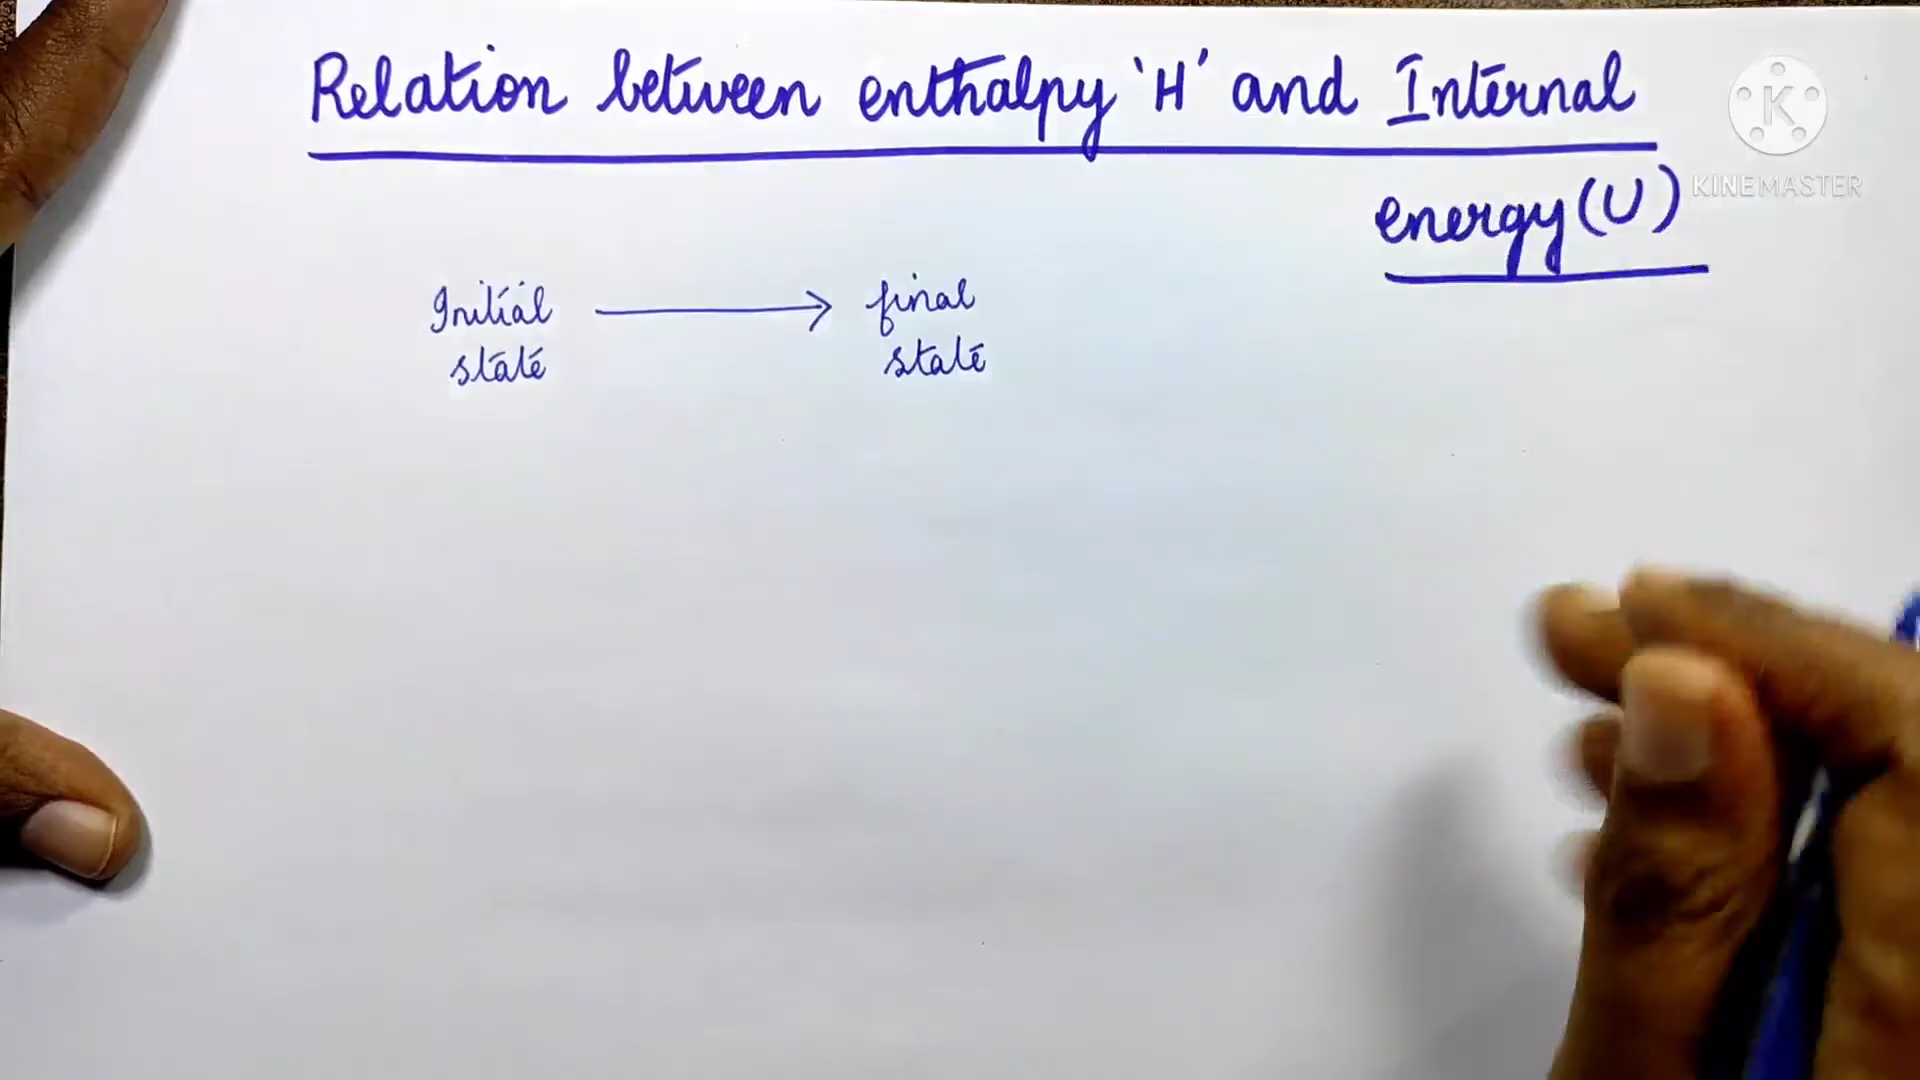 Relation between enthalpy 'H' and Internal
energy (U)
Initial → final
state state
K
KINEMASTER